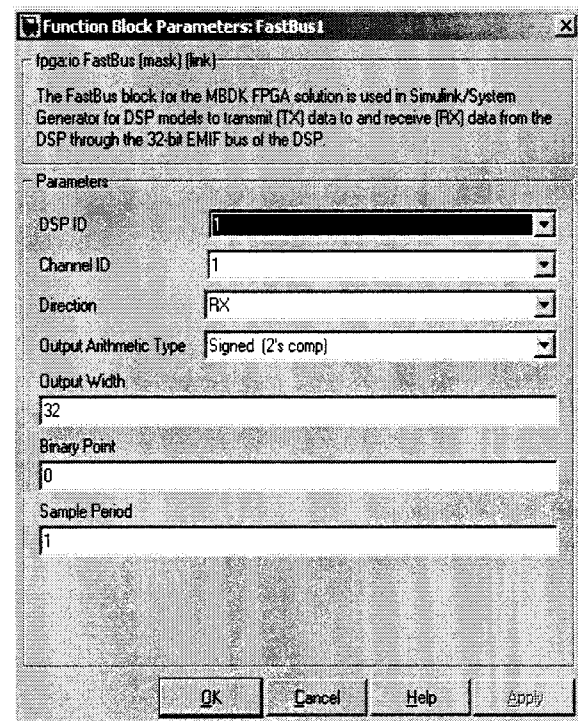 Function Block Parameters: FastBus1
fpga:io FastBus (mask) (link)
The FastBus block for the MBDK FPGA solution is used in Simulink/System
Generator for DSP models to transmit (TX) data to and receive (RX) data from the
DSP through the 32-bit EMIF bus of the DSP.
Parameters
DSP ID 1
Channel ID 1
Direction RX
Output Arithmetic Type Signed (2's comp)
Output Width
32
Binary Point
0
Sample Period
1
OK Cancel Help Apply